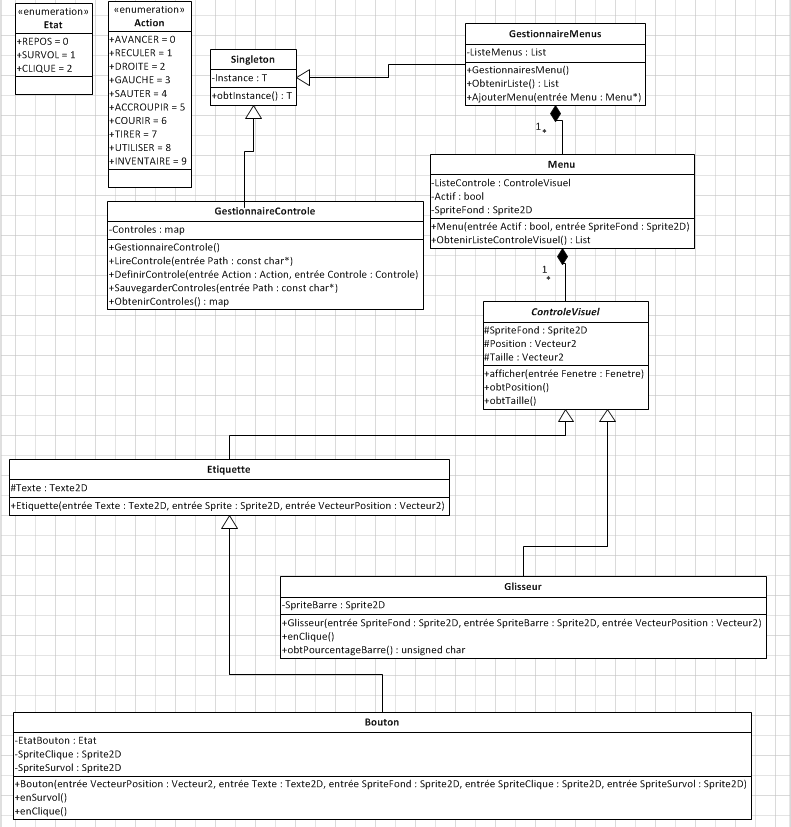 «enumeration»
Etat
+REPOS = 0
+SURVOL = 1
+CLIQUE = 2
«enumeration»
Action
+AVANCER = 0
+RECULER = 1
+DROITE = 2
+GAUCHE = 3
+SAUTER = 4
+ACCROUPIR = 5
+COURIR = 6
+TIRER = 7
+UTILISER = 8
+INVENTAIRE = 9
Singleton
-Instance : T
+obtInstance() : T
GestionnaireMenus
-ListeMenus : List
+GestionnairesMenu()
+ObtenirListe() : List
+AjouterMenu(entrée Menu : Menu*)
1
*
Menu
-ListeControle : ControleVisuel
-Actif : bool
-SpriteFond : Sprite2D
+Menu(entrée Actif : bool, entrée SpriteFond : Sprite2D)
+ObtenirListeControleVisuel() : List
GestionnaireControle
-Controles : map
+GestionnaireControle()
+LireControle(entrée Path : const char*)
+DefinirControle(entrée Action : Action, entrée Controle : Controle)
+SauvegarderControles(entrée Path : const char*)
+ObtenirControles() : map
1
*
ControleVisuel
#SpriteFond : Sprite2D
#Position : Vecteur2
#Taille : Vecteur2
+afficher(entrée Fenetre : Fenetre)
+obtPosition()
+obtTaille()
Etiquette
#Texte : Texte2D
+Etiquette(entrée Texte : Texte2D, entrée Sprite : Sprite2D, entrée VecteurPosition : Vecteur2)
Glisseur
-SpriteBarre : Sprite2D
+Glisseur(entrée SpriteFond : Sprite2D, entrée SpriteBarre : Sprite2D, entrée VecteurPosition : Vecteur2)
+enClique()
+obtPourcentageBarre() : unsigned char
Bouton
-EtatBouton : Etat
-SpriteClique : Sprite2D
-SpriteSurvol : Sprite2D
+Bouton(entrée VecteurPosition : Vecteur2, entrée Texte : Texte2D, entrée SpriteFond : Sprite2D, entrée SpriteClique : Sprite2D, entrée SpriteSurvol : Sprite2D)
+enSurvol()
+enClique()